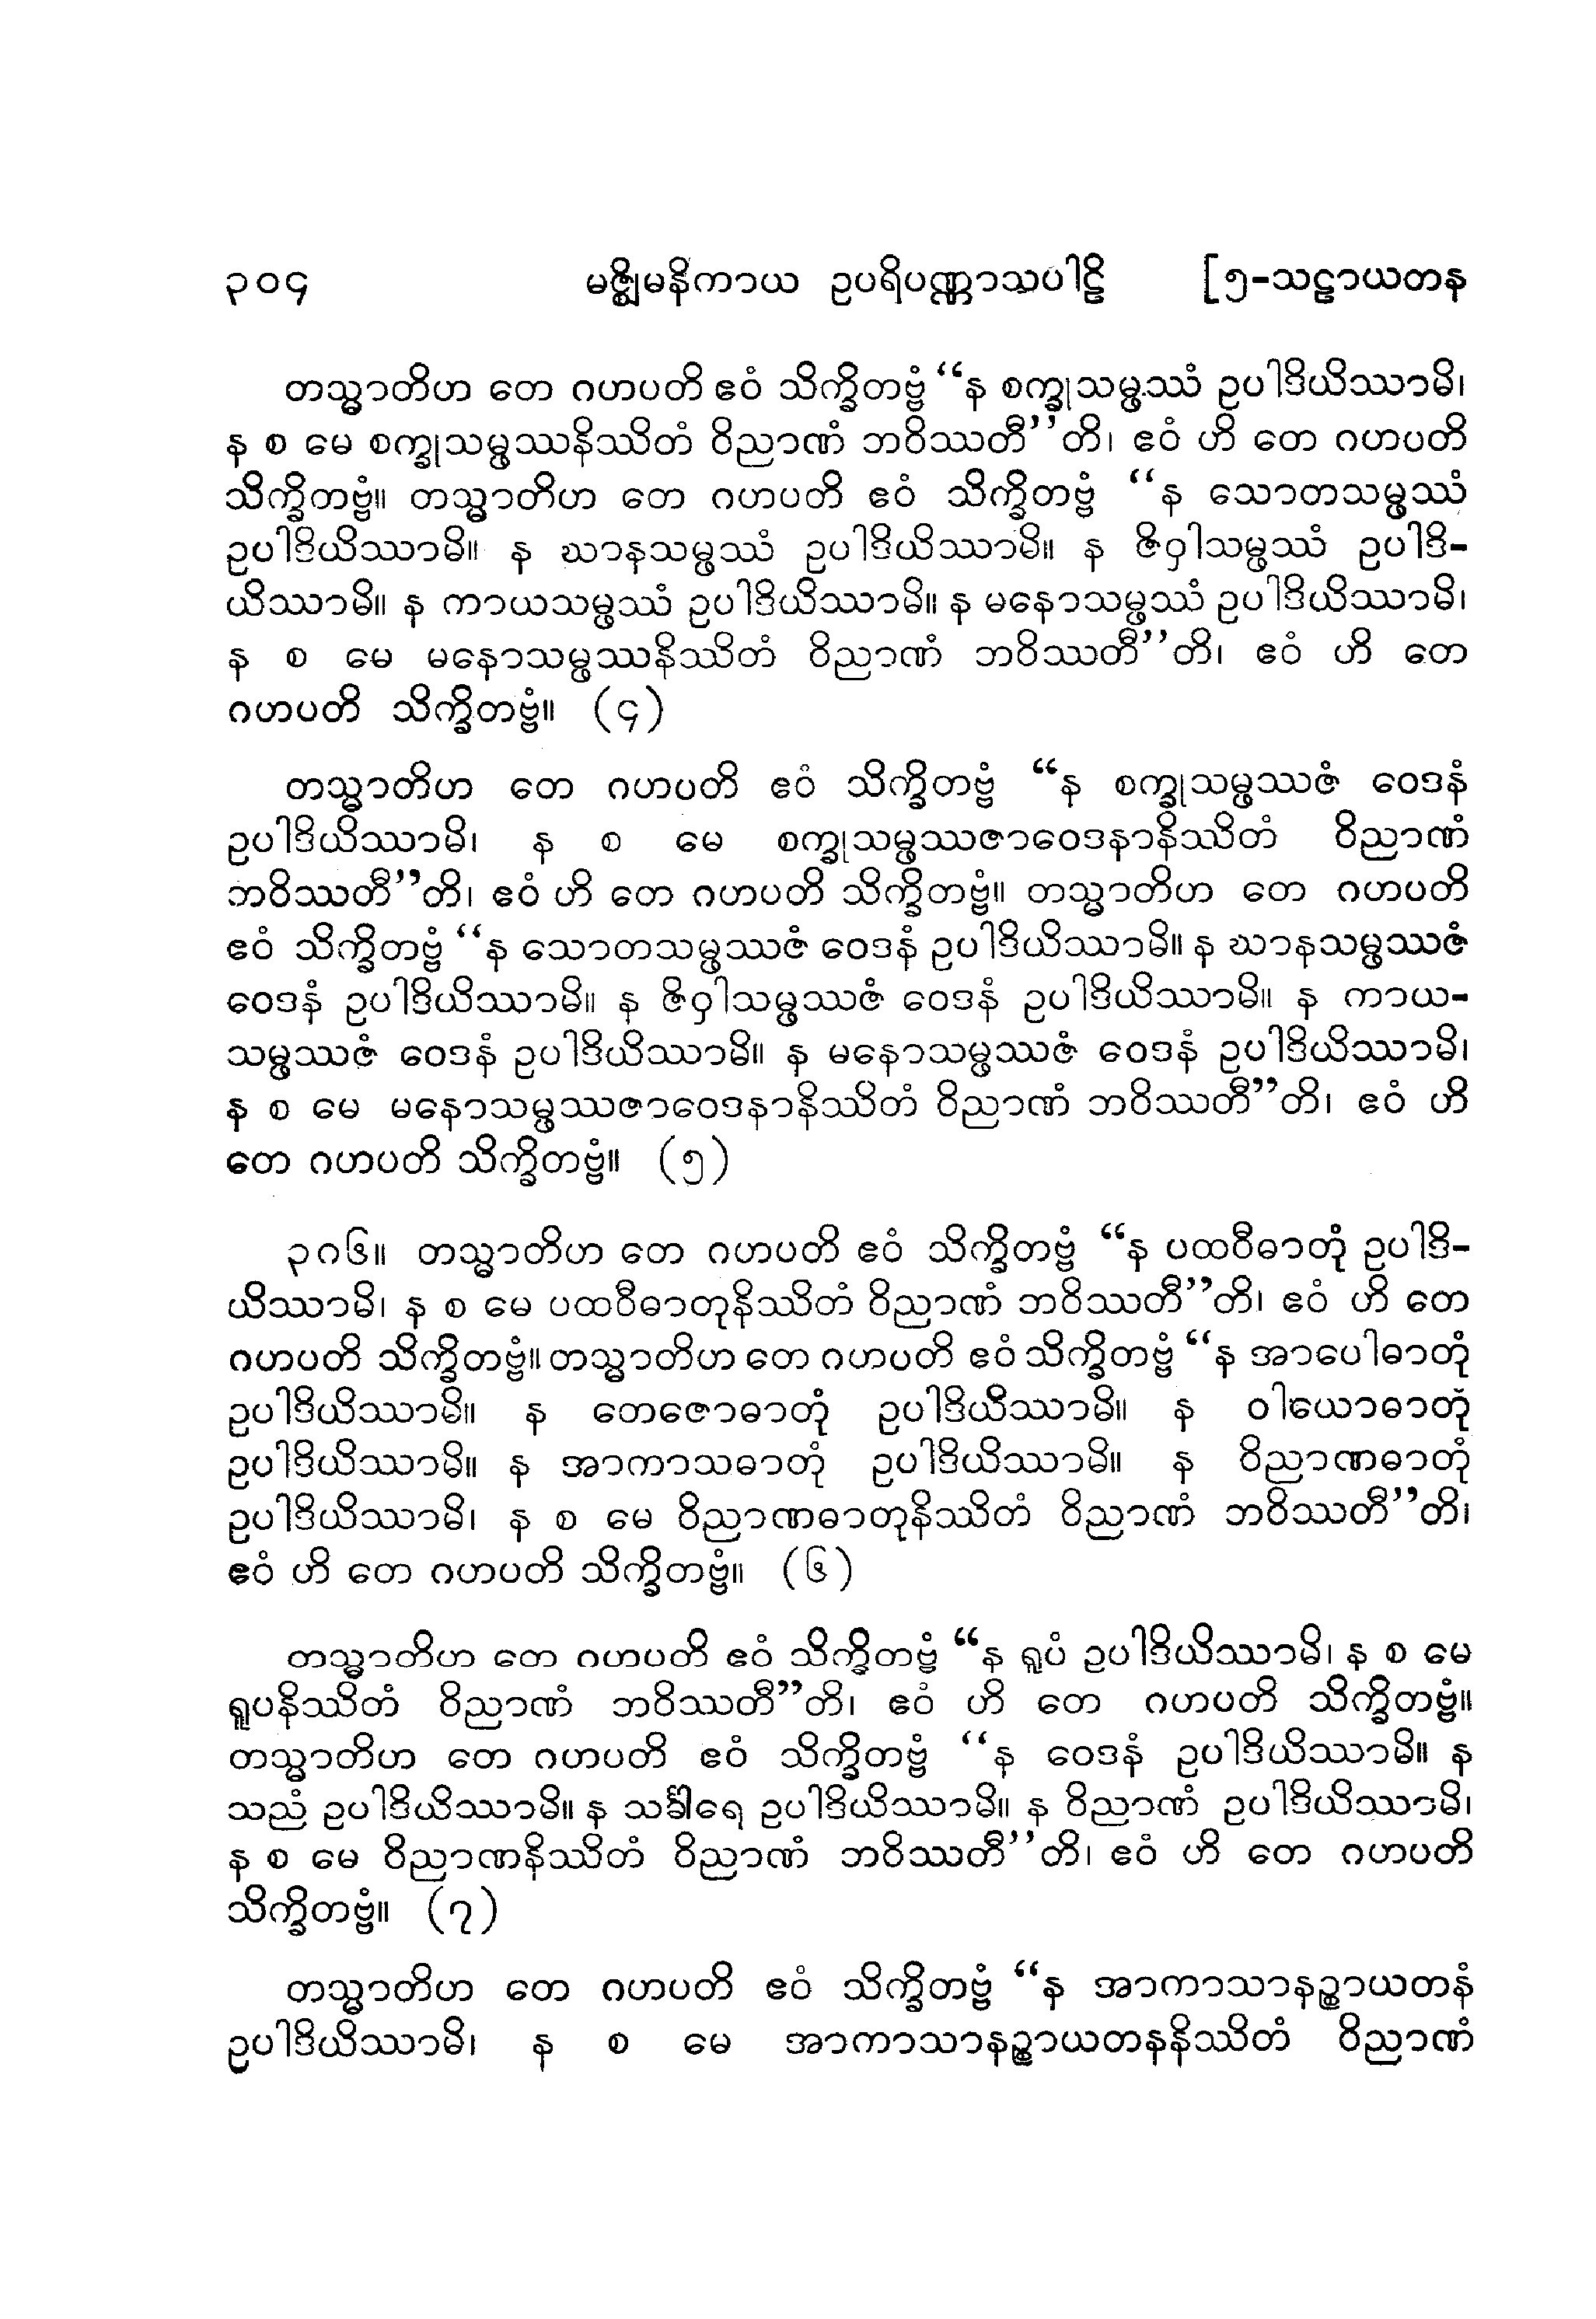 ၃၀၄ မဇ္ဈိမနိကာယ ဥပရိပဏ္ဏာသပါဠိ [၅-သဠာယတန
တသ္မာတိဟ တေ ဂဟပတိ ဧဝံ သိက္ခိတဗ္ဗံ “န စက္ခုသမ္ဖဿံ ဥပါဒိယိဿာမိ၊
န စ မေ စက္ခုသမ္ဖဿနိဿိတံ ဝိညာဏံ ဘဝိဿတီ”တိ၊ ဧဝံ ဟိ တေ ဂဟပတိ
သိက္ခိတဗ္ဗံ။ တသ္မာတိဟ တေ ဂဟပတိ ဧဝံ သိက္ခိတဗ္ဗံ “န သောတသမ္ဖဿံ
ဥပါဒိယိဿာမိ။ န ဃာနသမ္ဖဿံ ဥပါဒိယိဿာမိ။ န ဇိဝှါသမ္ဖဿံ ဥပါဒိ-
ယိဿာမိ။ န ကာယသမ္ဖဿံ ဥပါဒိယိဿာမိ။ န မနောသမ္ဖဿံ ဥပါဒိယိဿာမိ၊
န စ မေ မနောသမ္ဖဿနိဿိတံ ဝိညာဏံ ဘဝိဿတီ”တိ၊ ဧဝံ ဟိ တေ
ဂဟပတိ သိက္ခိတဗ္ဗံ။ (၄)
တသ္မာတိဟ တေ ဂဟပတိ ဧဝံ သိက္ခိတဗ္ဗံ “န စက္ခုသမ္ဖဿဇံ ဝေဒနံ
ဥပါဒိယိဿာမိ၊ န စ မေ စက္ခုသမ္ဖဿဇာဝေဒနာနိဿိတံ ဝိညာဏံ
ဘဝိဿတီ”တိ၊ ဧဝံ ဟိ တေ ဂဟပတိ သိက္ခိတဗ္ဗံ။ တသ္မာတိဟ တေ ဂဟပတိ
ဧဝံ သိက္ခိတဗ္ဗံ “န သောတသမ္ဖဿဇံ ဝေဒနံ ဥပါဒိယိဿာမိ။ န ဃာနသမ္ဖဿဇံ
ဝေဒနံ ဥပါဒိယိဿာမိ။ န ဇိဝှါသမ္ဖဿဇံ ဝေဒနံ ဥပါဒိယိဿာမိ။ န ကာယ-
သမ္ဖဿဇံ ဝေဒနံ ဥပါဒိယိဿာမိ။ န မနောသမ္ဖဿဇံ ဝေဒနံ ဥပါဒိယိဿာမိ၊
န စ မေ မနောသမ္ဖဿဇာဝေဒနာနိဿိတံ ဝိညာဏံ ဘဝိဿတီ”တိ၊ ဧဝံ ဟိ
တေ ဂဟပတိ သိက္ခိတဗ္ဗံ။ (၅)
၃၈၆။ တသ္မာတိဟ တေ ဂဟပတိ ဧဝံ သိက္ခိတဗ္ဗံ “န ပထဝီဓာတုံ ဥပါဒိ-
ယိဿာမိ၊ န စ မေ ပထဝီဓာတုနိဿိတံ ဝိညာဏံ ဘဝိဿတီ”တိ၊ ဧဝံ ဟိ တေ
ဂဟပတိ သိက္ခိတဗ္ဗံ။ တသ္မာတိဟ တေ ဂဟပတိ ဧဝံ သိက္ခိတဗ္ဗံ “န အာပေါဓာတုံ
ဥပါဒိယိဿာမိ။ န တေဇောဓာတုံ ဥပါဒိယိဿာမိ။ န ဝါယောဓာတုံ
ဥပါဒိယိဿာမိ။ န အာကာသဓာတုံ ဥပါဒိယိဿာမိ။ န ဝိညာဏဓာတုံ
ဥပါဒိယိဿာမိ၊ န စ မေ ဝိညာဏဓာတုနိဿိတံ ဝိညာဏံ ဘဝိဿတီ”တိ၊
ဧဝံ ဟိ တေ ဂဟပတိ သိက္ခိတဗ္ဗံ။ (၆)
တသ္မာတိဟ တေ ဂဟပတိ ဧဝံ သိက္ခိတဗ္ဗံ “န ရူပံ ဥပါဒိယိဿာမိ၊ န စ မေ
ရူပနိဿိတံ ဝိညာဏံ ဘဝိဿတီ”တိ၊ ဧဝံ ဟိ တေ ဂဟပတိ သိက္ခိတဗ္ဗံ။
တသ္မာတိဟ တေ ဂဟပတိ ဧဝံ သိက္ခိတဗ္ဗံ “န ဝေဒနံ ဥပါဒိယိဿာမိ။ န
သညံ ဥပါဒိယိဿာမိ။ န သင်္ခါရေ ဥပါဒိယိဿာမိ။ န ဝိညာဏံ ဥပါဒိယိဿာမိ၊
န စ မေ ဝိညာဏနိဿိတံ ဝိညာဏံ ဘဝိဿတီ”တိ၊ ဧဝံ ဟိ တေ ဂဟပတိ
သိက္ခိတဗ္ဗံ။ (၇)
တသ္မာတိဟ တေ ဂဟပတိ ဧဝံ သိက္ခိတဗ္ဗံ “န အာကာသာနဉ္စာယတနံ
ဥပါဒိယိဿာမိ၊ န စ မေ အာကာသာနဉ္စာယတနနိဿိတံ ဝိညာဏံ